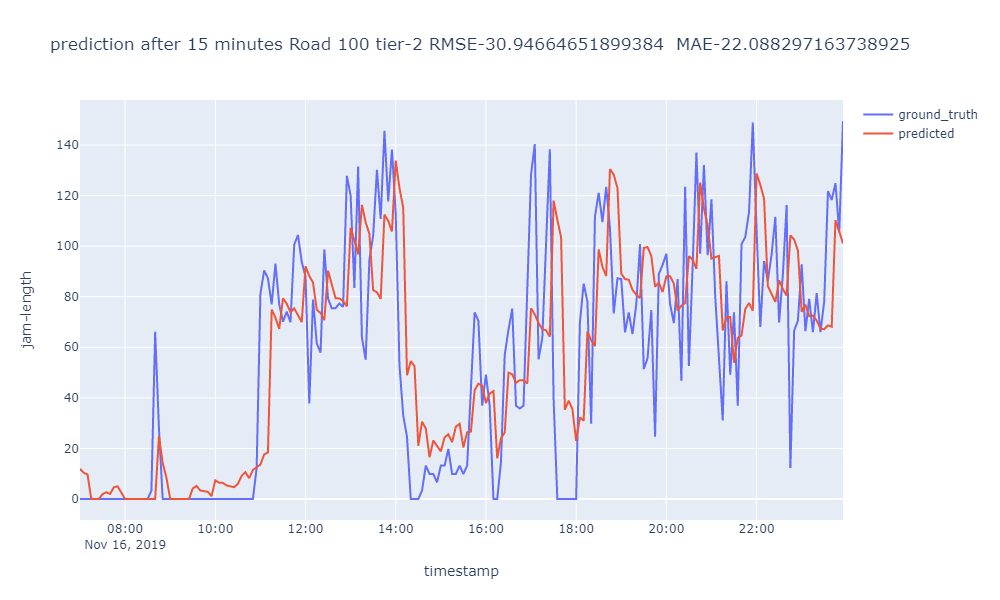 prediction after 15 minutes Road 100 tier-2 RMSE-30.94664651899384  MAE-22.088297163738925
ground_truth
predicted
jam-length
140
120
100
80
60
40
20
0
08:00 10:00 12:00 14:00 16:00 18:00 20:00 22:00
Nov 16, 2019
timestamp